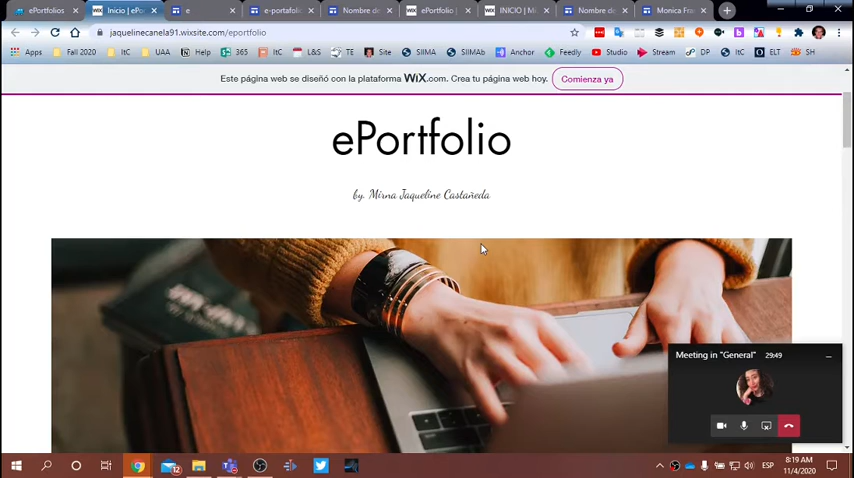 ePortfolios
Inicio | ePo
e
e-portafoli
Nombre de
ePortfolio |
INICIO | M
Nombre de
Monica Fra
jaquelinecanela91.wixsite.com/eportfolio
Apps
Fall 2020
ItC
UAA
Help
365
ItC
L&S
TE
Site
SIIMA
SIIMAb
Anchor
Feedly
Studio
Stream
DP
ItC
ELT
SH
Este página web se diseñó con la plataforma WiX.com. Crea tu página web hoy.
Comienza ya
ePortfolio
by. Mirna Jaqueline Castañeda
Meeting in "General" 29:49
12
ESP
8:19 AM
11/4/2020